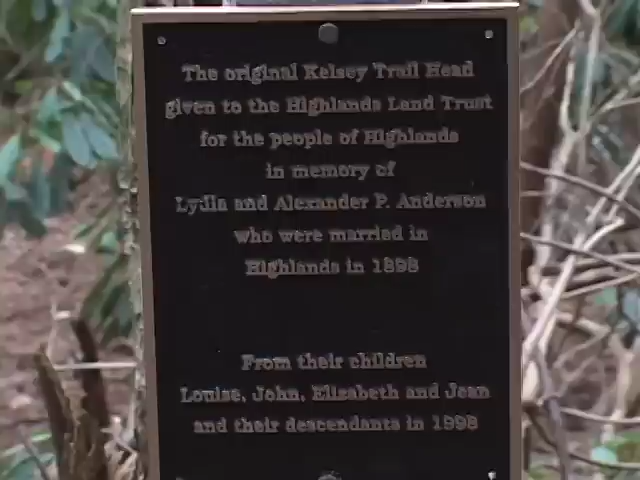 The original Kelsey Trail Head
given to the Highlands Land Trust
for the people of Highlands
in memory of
Lydia and Alexander P. Anderson
who were married in
Highlands in 1898
From their children
Louise, John, Elizabeth and Jean
and their descendants in 1998